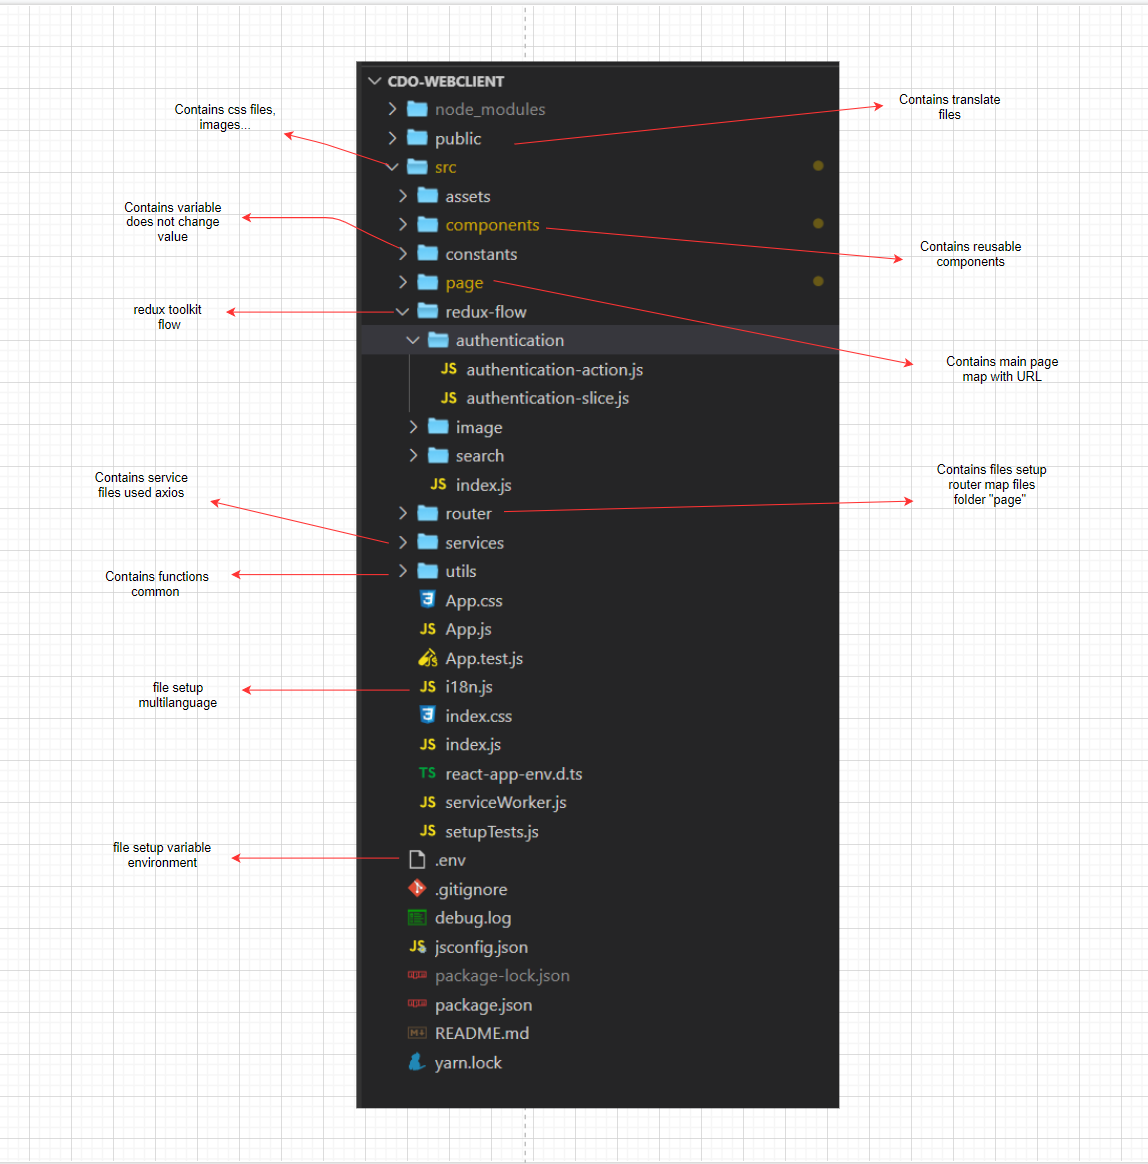 CDO-WEBCLIENT
node_modules
public
src
assets
components
constants
page
redux-flow
authentication
JS authentication-action.js
JS authentication-slice.js
image
search
JS index.js
router
services
utils
App.css
JS App.js
App.test.js
JS i18n.js
index.css
JS index.js
TS react-app-env.d.ts
JS serviceWorker.js
JS setupTests.js
.env
.gitignore
debug.log
JS jsconfig.json
package-lock.json
package.json
README.md
yarn.lock
Contains css files,
images...
Contains variable
does not change
value
redux toolkit
flow
Contains service
files used axios
Contains functions
common
file setup
multilanguage
file setup variable
environment
Contains translate
files
Contains reusable
components
Contains main page
map with URL
Contains files setup
router map files
folder "page"